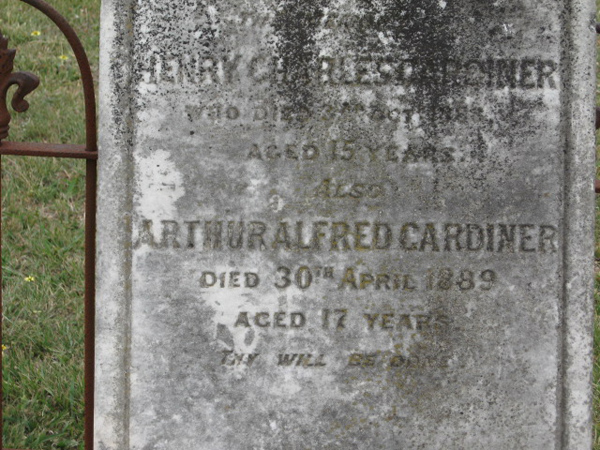 HENRY CHARLES GARDINER
WHO DIED OCT
AGED 15 YEARS.
ALSO
ARTHUR ALFRED GARDINER
DIED 30TH APRIL 1889
AGED 17 YEARS.
THY WILL BE DONE